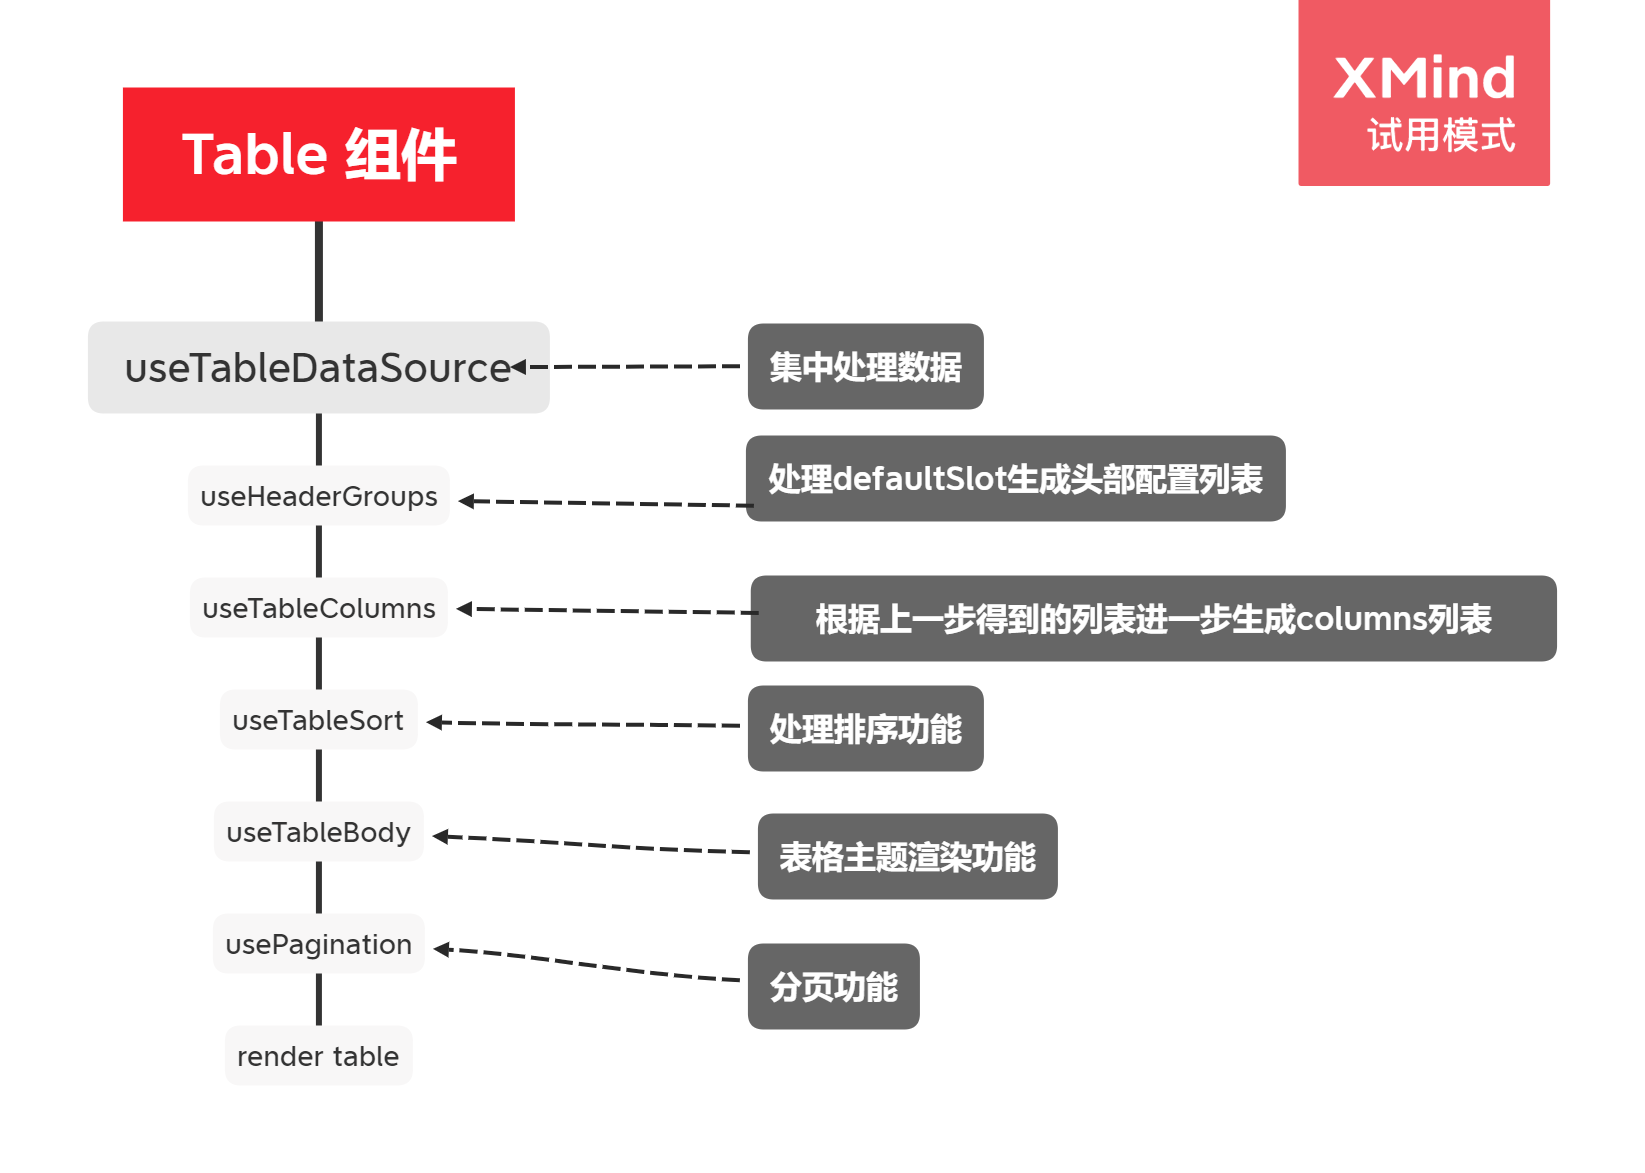 XMind
试用模式
Table 组件
useTableDataSource
集中处理数据
useHeaderGroups
处理defaultSlot生成头部配置列表
useTableColumns
根据上一步得到的列表进一步生成columns列表
useTableSort
处理排序功能
useTableBody
表格主题渲染功能
usePagination
分页功能
render table